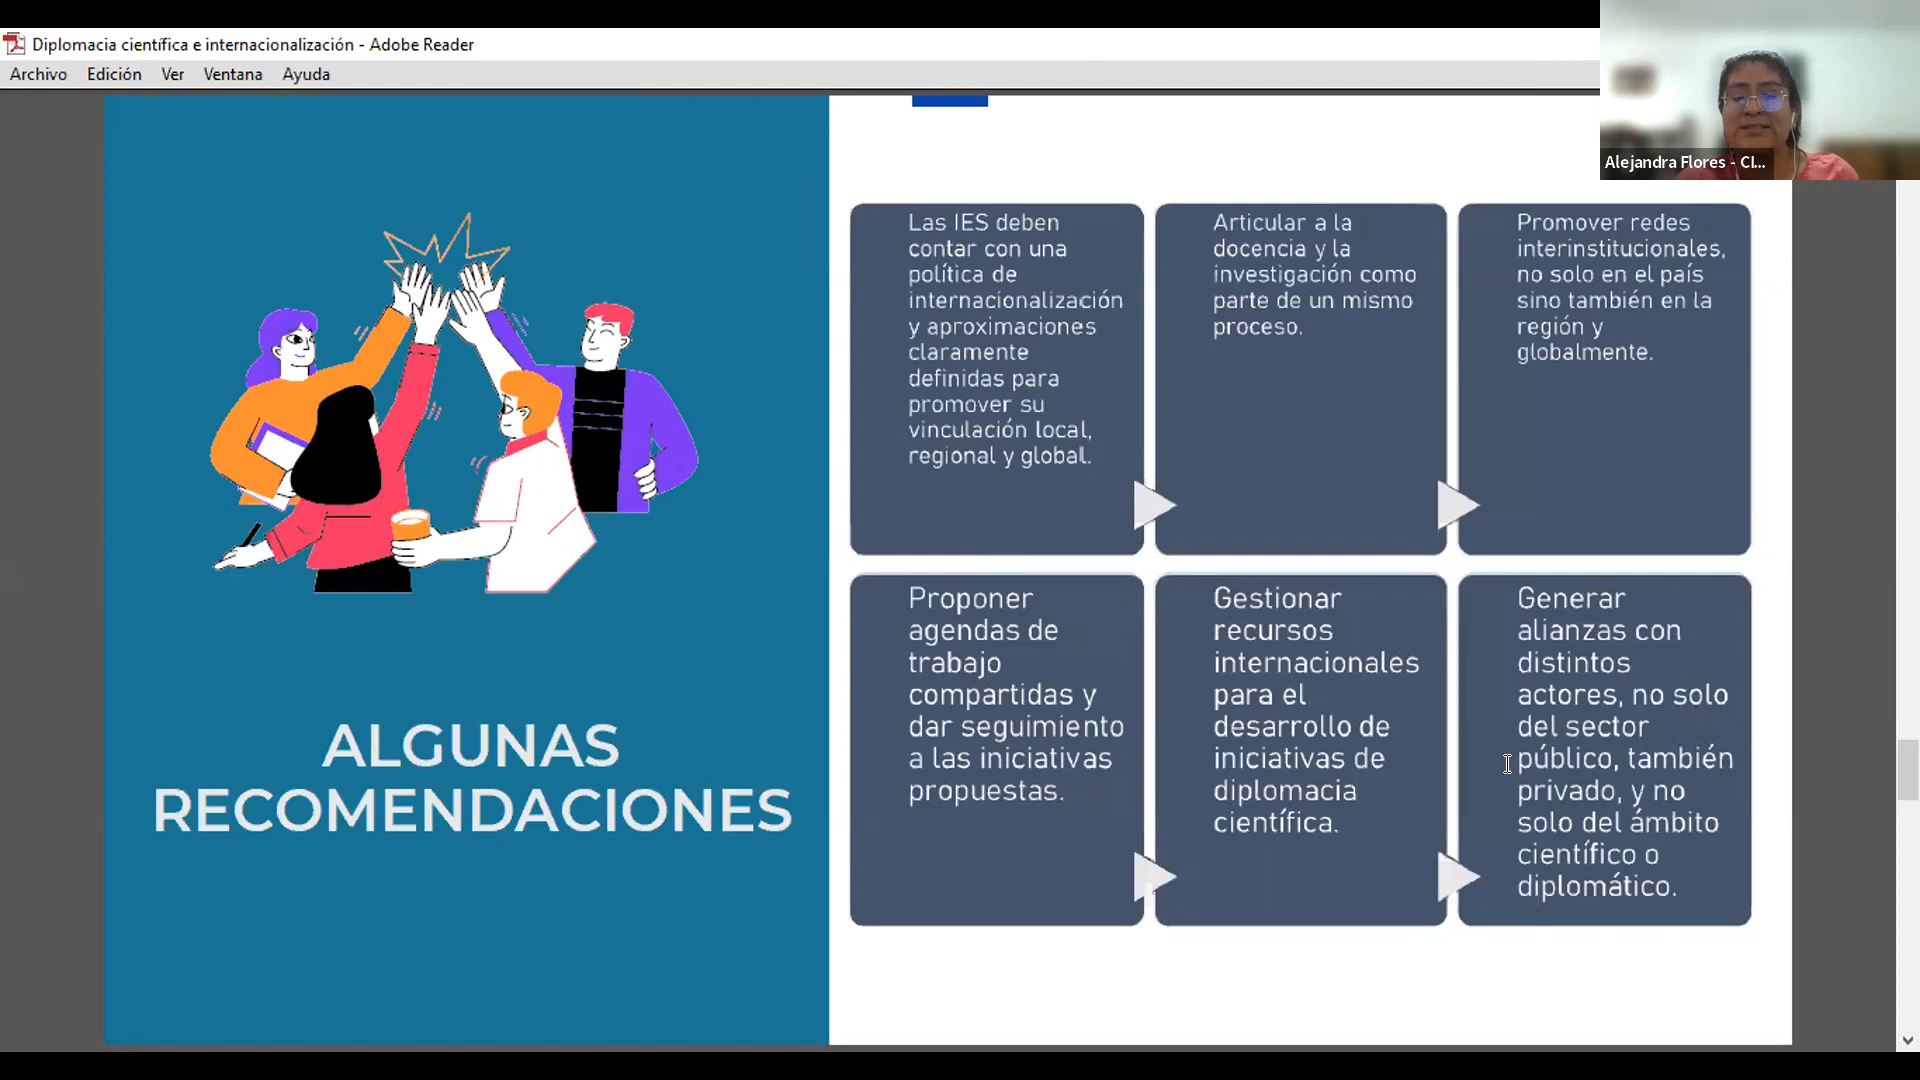 Diplomacia científica e internacionalización - Adobe Reader
Archivo Edición Ver Ventana Ayuda
Alejandra Flores - CI...
ALGUNAS
RECOMENDACIONES
Las IES deben
contar con una
política de
internacionalización
y aproximaciones
claramente
definidas para
promover su
vinculación local,
regional y global.
Articular a la
docencia y la
investigación como
parte de un mismo
proceso.
Promover redes
interinstitucionales,
no solo en el país
sino también en la
región y
globalmente.
Proponer
agendas de
trabajo
compartidas y
dar seguimiento
a las iniciativas
propuestas.
Gestionar
recursos
internacionales
para el
desarrollo de
iniciativas de
diplomacia
científica.
Generar
alianzas con
distintos
actores, no solo
del sector
público, también
privado, y no
solo del ámbito
científico o
diplomático.